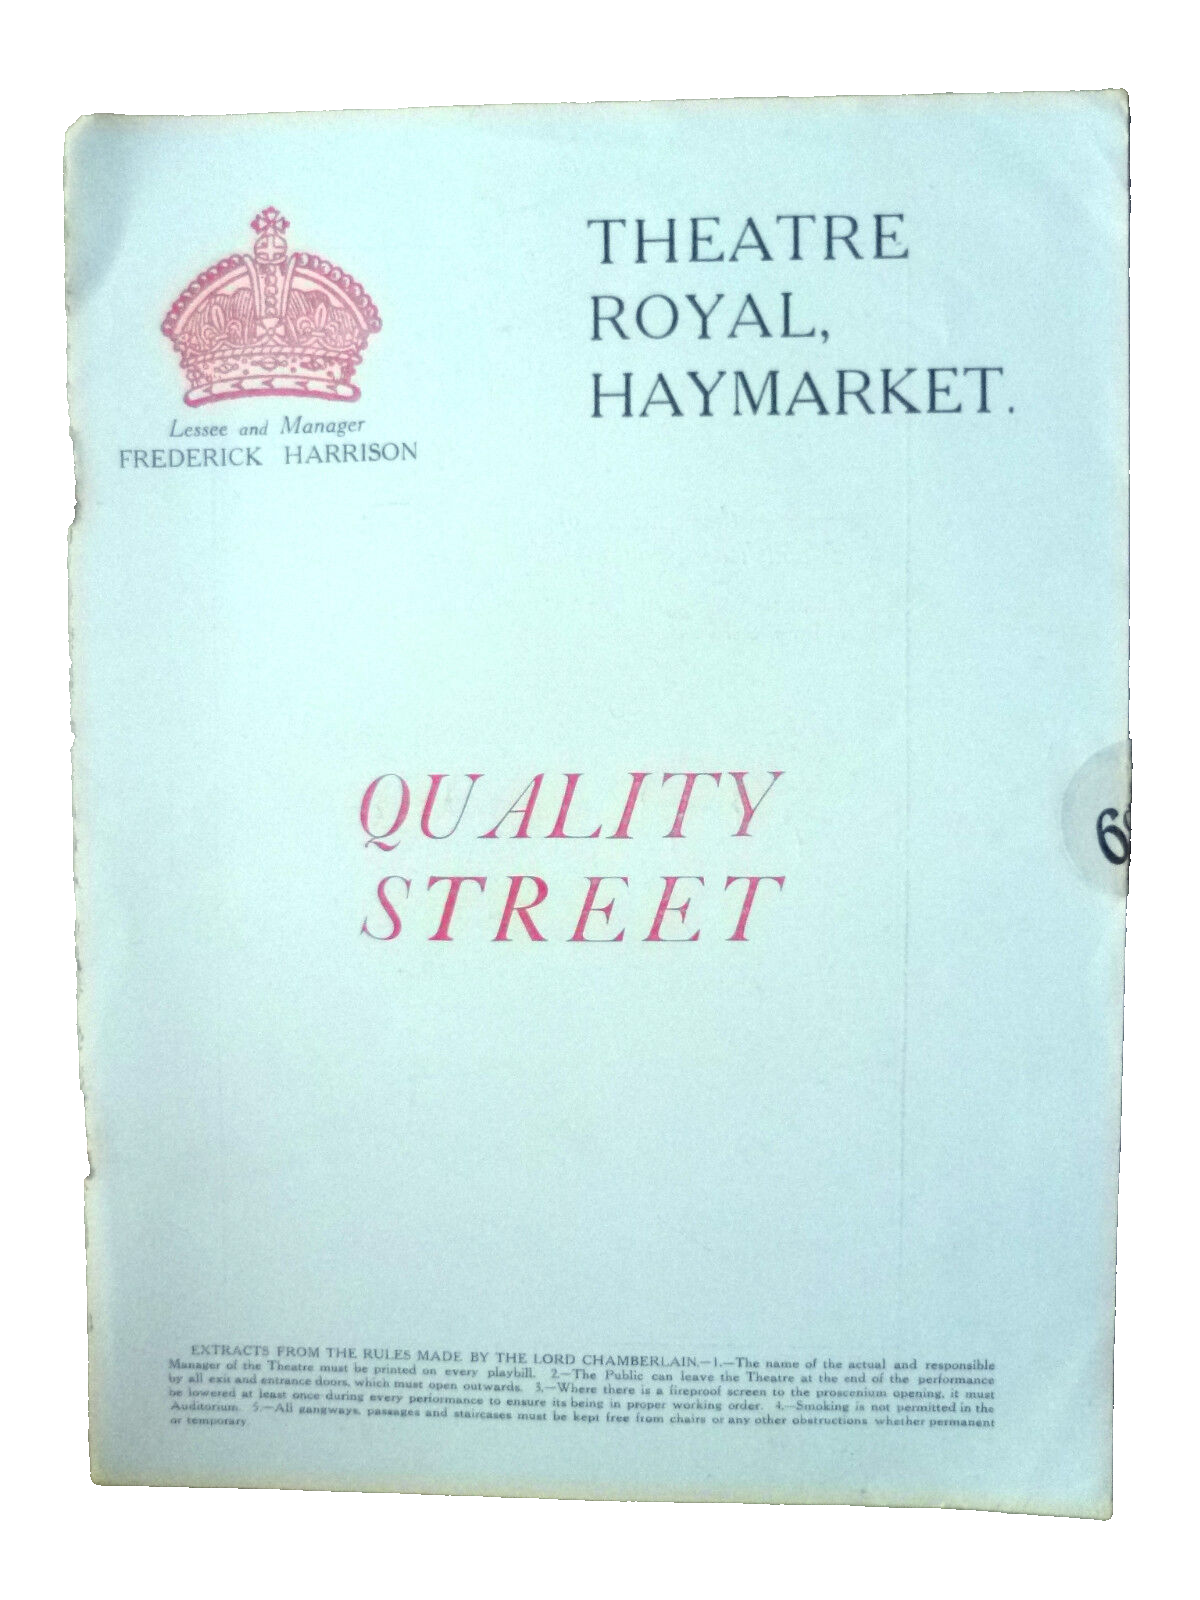 THEATRE
ROYAL,
HAYMARKET.
Lessee and Manager
FREDERICK HARRISON
QUALITY
STREET
EXTRACTS FROM THE RULES MADE BY THE LORD CHAMBERLAIN.—1.—The name of the actual and responsible
Manager of the Theatre must be printed on every playbill. 2.—The Public can leave the Theatre at the end of the performance
by all exit and entrance doors, which must open outwards. 3.—Where there is a fireproof screen to the proscenium opening, it must
be lowered at least once during every performance to ensure its being in proper working order. 4.—Smoking is not permitted in the
Auditorium. 5.—All gangways, passages and staircases must be kept free from chairs or any other obstructions whether permanent
or temporary.